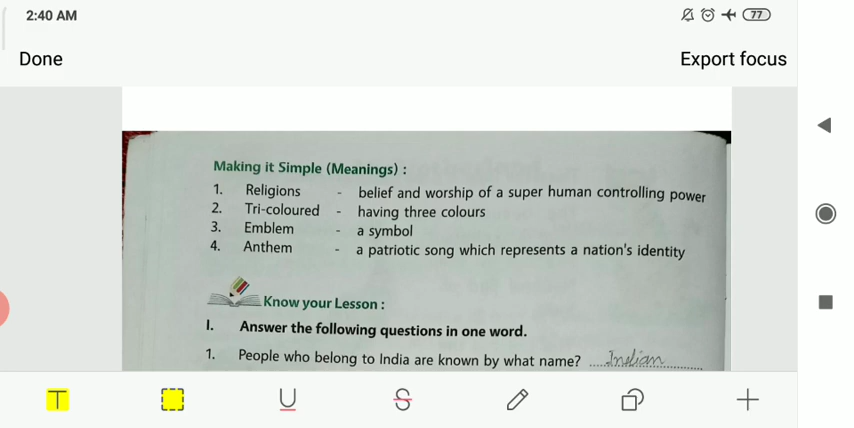 2:40 AM
77
Done
Export focus
Making it Simple (Meanings) :
1. Religions - belief and worship of a super human controlling power
2. Tri-coloured - having three colours
3. Emblem - a symbol
4. Anthem - a patriotic song which represents a nation's identity
Know your Lesson :
I. Answer the following questions in one word.
1. People who belong to India are known by what name? ....Indian....
T
U
S